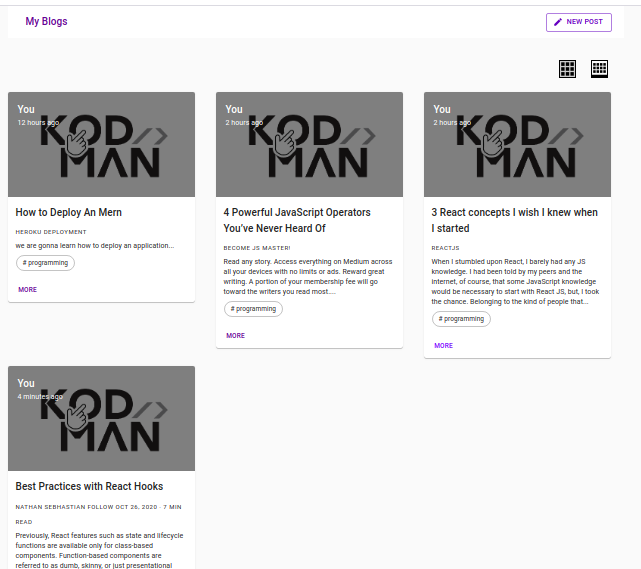 My Blogs
NEW POST
You
12 hours ago
KOD
MAN
How to Deploy An Mern
HEROKU DEPLOYMENT
we are gonna learn how to deploy an application...
# programming
MORE
You
2 hours ago
KOD
MAN
4 Powerful JavaScript Operators
You've Never Heard Of
BECOME JS MASTER!
Read any story. Access everything on Medium across
all your devices with no limits or ads. Reward great
writing. A portion of your membership fee will go
toward the writers you read most....
# programming
MORE
You
2 hours ago
KOD
MAN
3 React concepts I wish I knew when
I started
REACTJS
When I stumbled upon React, I barely had any JS
knowledge. I had been told by my peers and the
internet, of course, that some JavaScript knowledge
would be necessary to start with React JS, but, I took
the chance. Belonging to the kind of people that...
# programming
MORE
You
4 minutes ago
KOD
MAN
Best Practices with React Hooks
NATHAN SEBHASTIAN FOLLOW OCT 26, 2020 · 7 MIN
READ
Previously, React features such as state and lifecycle
functions are available only for class-based
components. Function-based components are
referred to as dumb, skinny, or just presentational